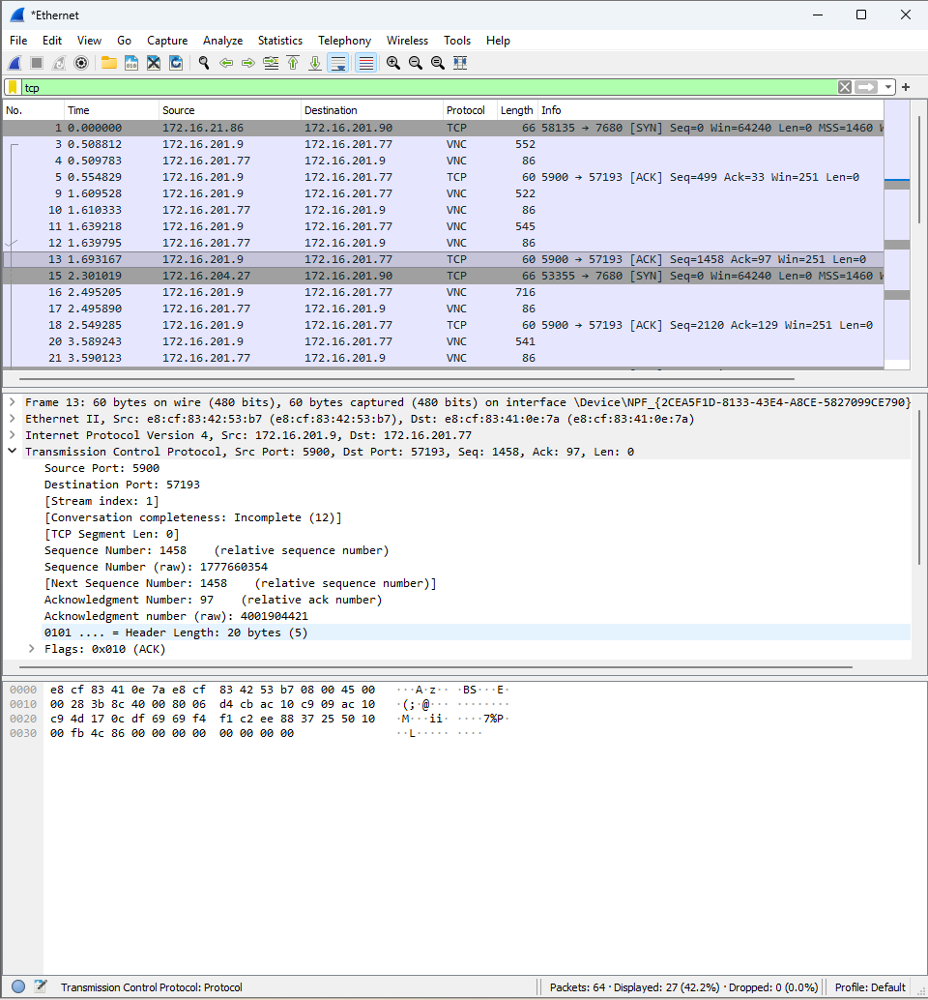 *Ethernet
File Edit View Go Capture Analyze Statistics Telephony Wireless Tools Help
tcp
No. Time Source Destination Protocol Length Info
1 0.000000 172.16.21.86 172.16.201.90 TCP 66 58135 → 7680 [SYN] Seq=0 Win=64240 Len=0 MSS=1460
3 0.508812 172.16.201.9 172.16.201.77 VNC 552
4 0.509783 172.16.201.77 172.16.201.9 VNC 86
5 0.554829 172.16.201.9 172.16.201.77 TCP 60 5900 → 57193 [ACK] Seq=499 Ack=33 Win=251 Len=0
9 1.609528 172.16.201.9 172.16.201.77 VNC 522
10 1.610333 172.16.201.77 172.16.201.9 VNC 86
11 1.639218 172.16.201.9 172.16.201.77 VNC 545
12 1.639795 172.16.201.77 172.16.201.9 VNC 86
13 1.693167 172.16.201.9 172.16.201.77 TCP 60 5900 → 57193 [ACK] Seq=1458 Ack=97 Win=251 Len=0
15 2.301019 172.16.204.27 172.16.201.90 TCP 66 53355 → 7680 [SYN] Seq=0 Win=64240 Len=0 MSS=1460
16 2.495205 172.16.201.9 172.16.201.77 VNC 716
17 2.495890 172.16.201.77 172.16.201.9 VNC 86
18 2.549285 172.16.201.9 172.16.201.77 TCP 60 5900 → 57193 [ACK] Seq=2120 Ack=129 Win=251 Len=0
20 3.589243 172.16.201.9 172.16.201.77 VNC 541
21 3.590123 172.16.201.77 172.16.201.9 VNC 86
Frame 13: 60 bytes on wire (480 bits), 60 bytes captured (480 bits) on interface \Device\NPF_{2CEA5F1D-8133-43E4-A8CE-5827099CE790}
Ethernet II, Src: e8:cf:83:42:53:b7 (e8:cf:83:42:53:b7), Dst: e8:cf:83:41:0e:7a (e8:cf:83:41:0e:7a)
Internet Protocol Version 4, Src: 172.16.201.9, Dst: 172.16.201.77
Transmission Control Protocol, Src Port: 5900, Dst Port: 57193, Seq: 1458, Ack: 97, Len: 0
Source Port: 5900
Destination Port: 57193
[Stream index: 1]
[Conversation completeness: Incomplete (12)]
[TCP Segment Len: 0]
Sequence Number: 1458 (relative sequence number)
Sequence Number (raw): 1777660354
[Next Sequence Number: 1458 (relative sequence number)]
Acknowledgment Number: 97 (relative ack number)
Acknowledgment number (raw): 4001904421
0101 .... = Header Length: 20 bytes (5)
Flags: 0x010 (ACK)
0000 e8 cf 83 41 0e 7a e8 cf 83 42 53 b7 08 00 45 00 ···A·z·· ·BS···E·
0010 00 28 3b 8c 40 00 80 06 d4 cb ac 10 c9 09 ac 10 ·(;·@··· ········
0020 c9 4d 17 0c df 69 69 f4 f1 c2 ee 88 37 25 50 10 ·M···ii· ····7%P·
0030 00 fb 4c 86 00 00 00 00 00 00 00 00 ··L····· ····
Transmission Control Protocol: Protocol
Packets: 64 · Displayed: 27 (42.2%) · Dropped: 0 (0.0%)
Profile: Default